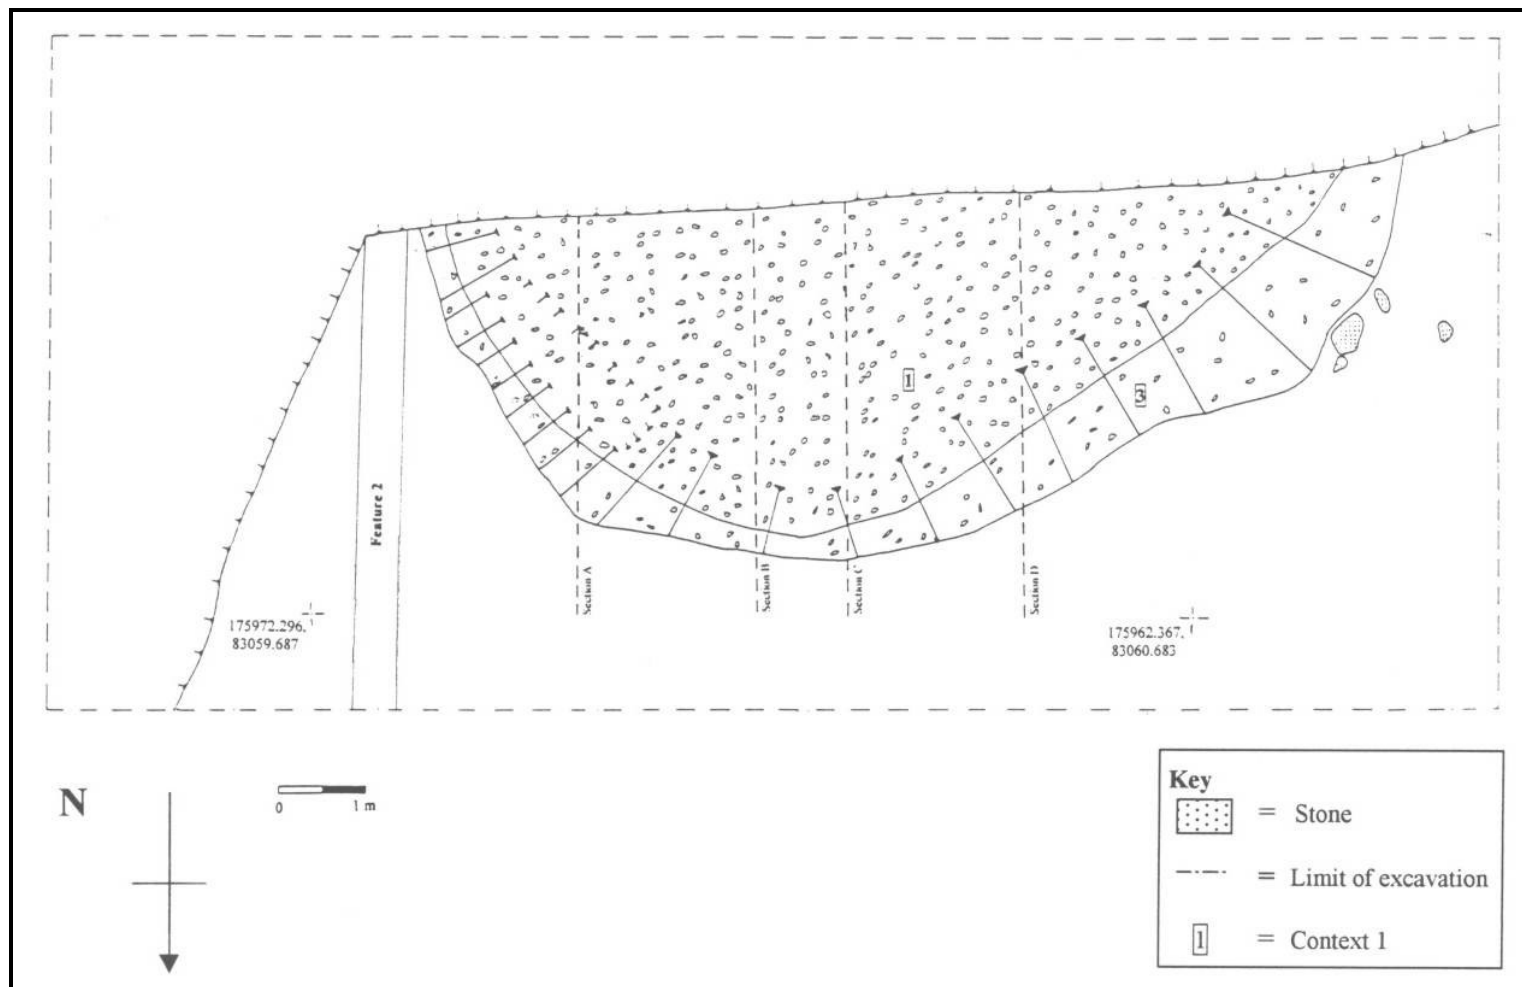 1
3
Feature 2
Section A
Section B
Section C
Section D
175972.296,
83059.687
175962.367,
83060.683
N
0 1 m
Key
= Stone
= Limit of excavation
1 = Context 1